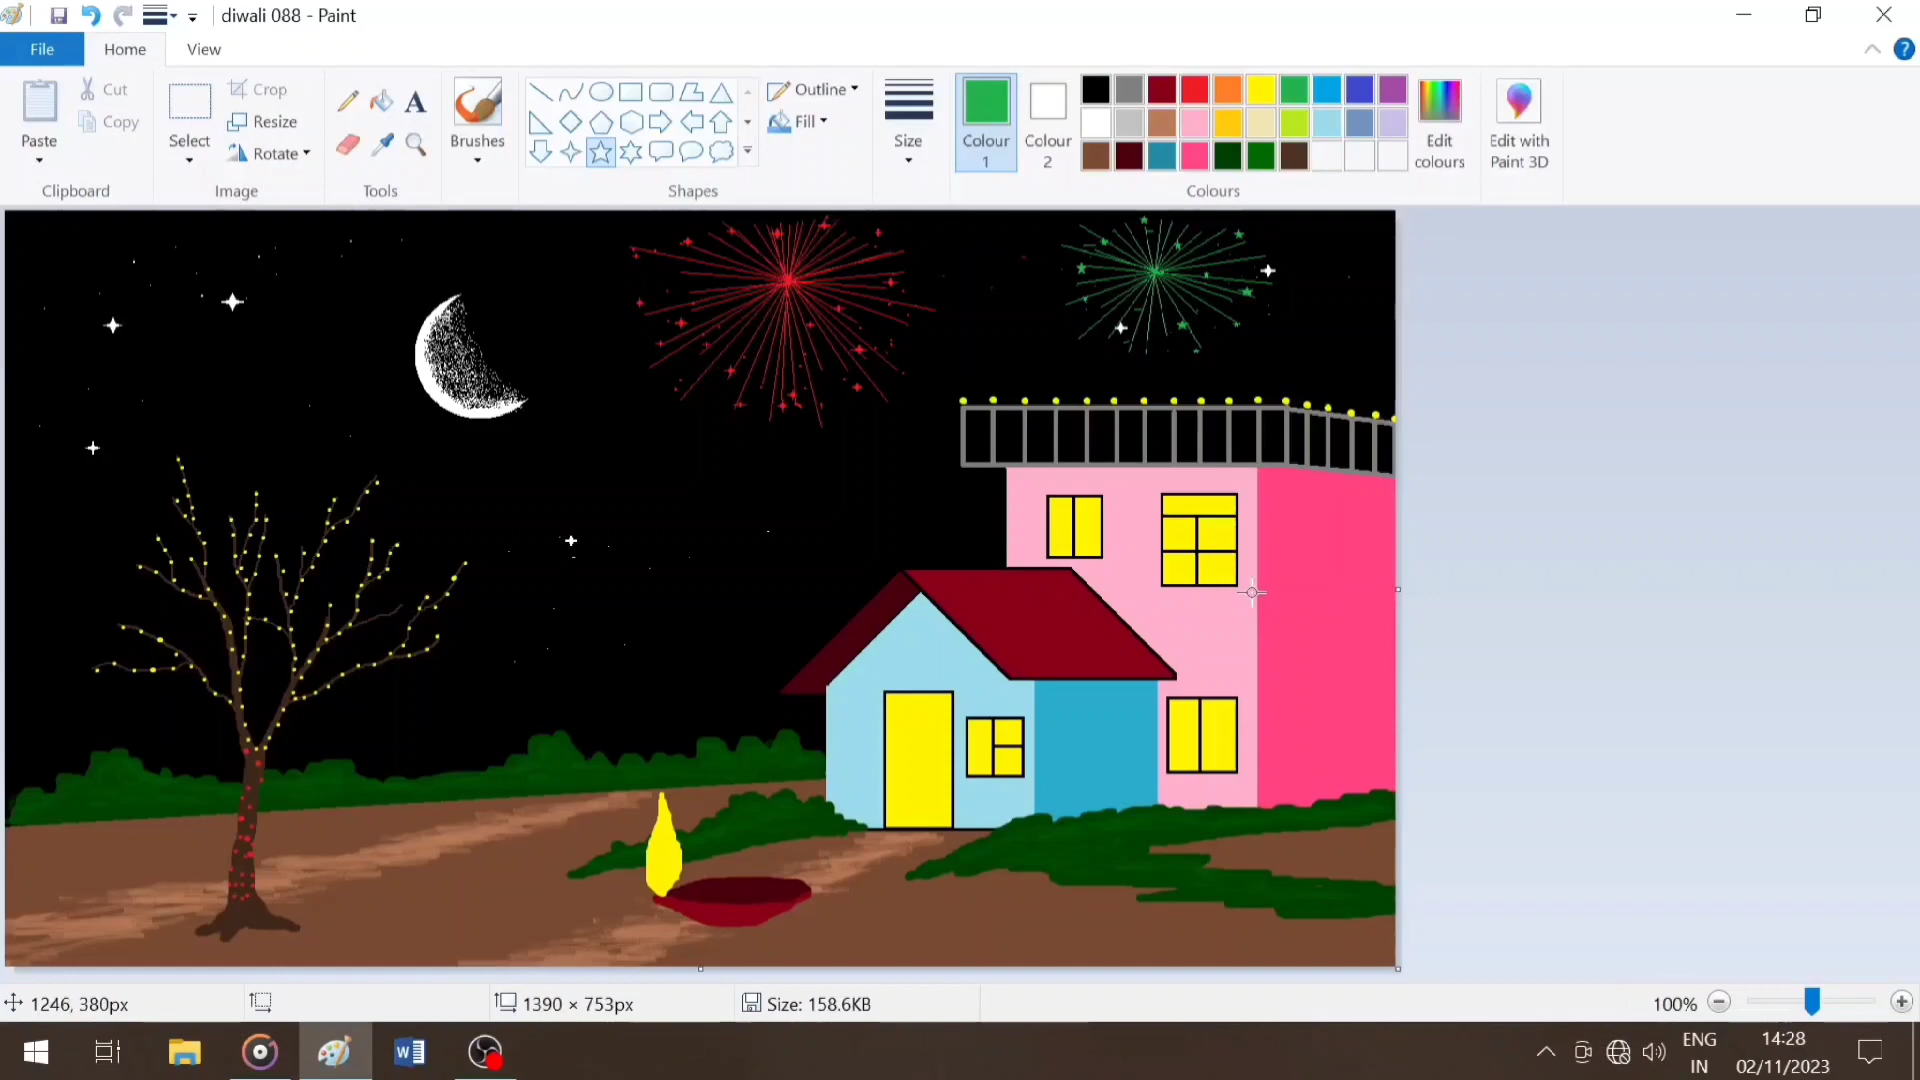 diwali 088 - Paint
File Home View
Paste
Cut
Copy
Clipboard
Select
Crop
Resize
Rotate
Image
A
Tools
Brushes
Shapes
Outline
Fill
Size
Colour 1
Colour 2
Colours
Edit colours
Edit with Paint 3D
1246, 380px
1390 × 753px
Size: 158.6KB
100%
W
ENG
IN
14:28
02/11/2023